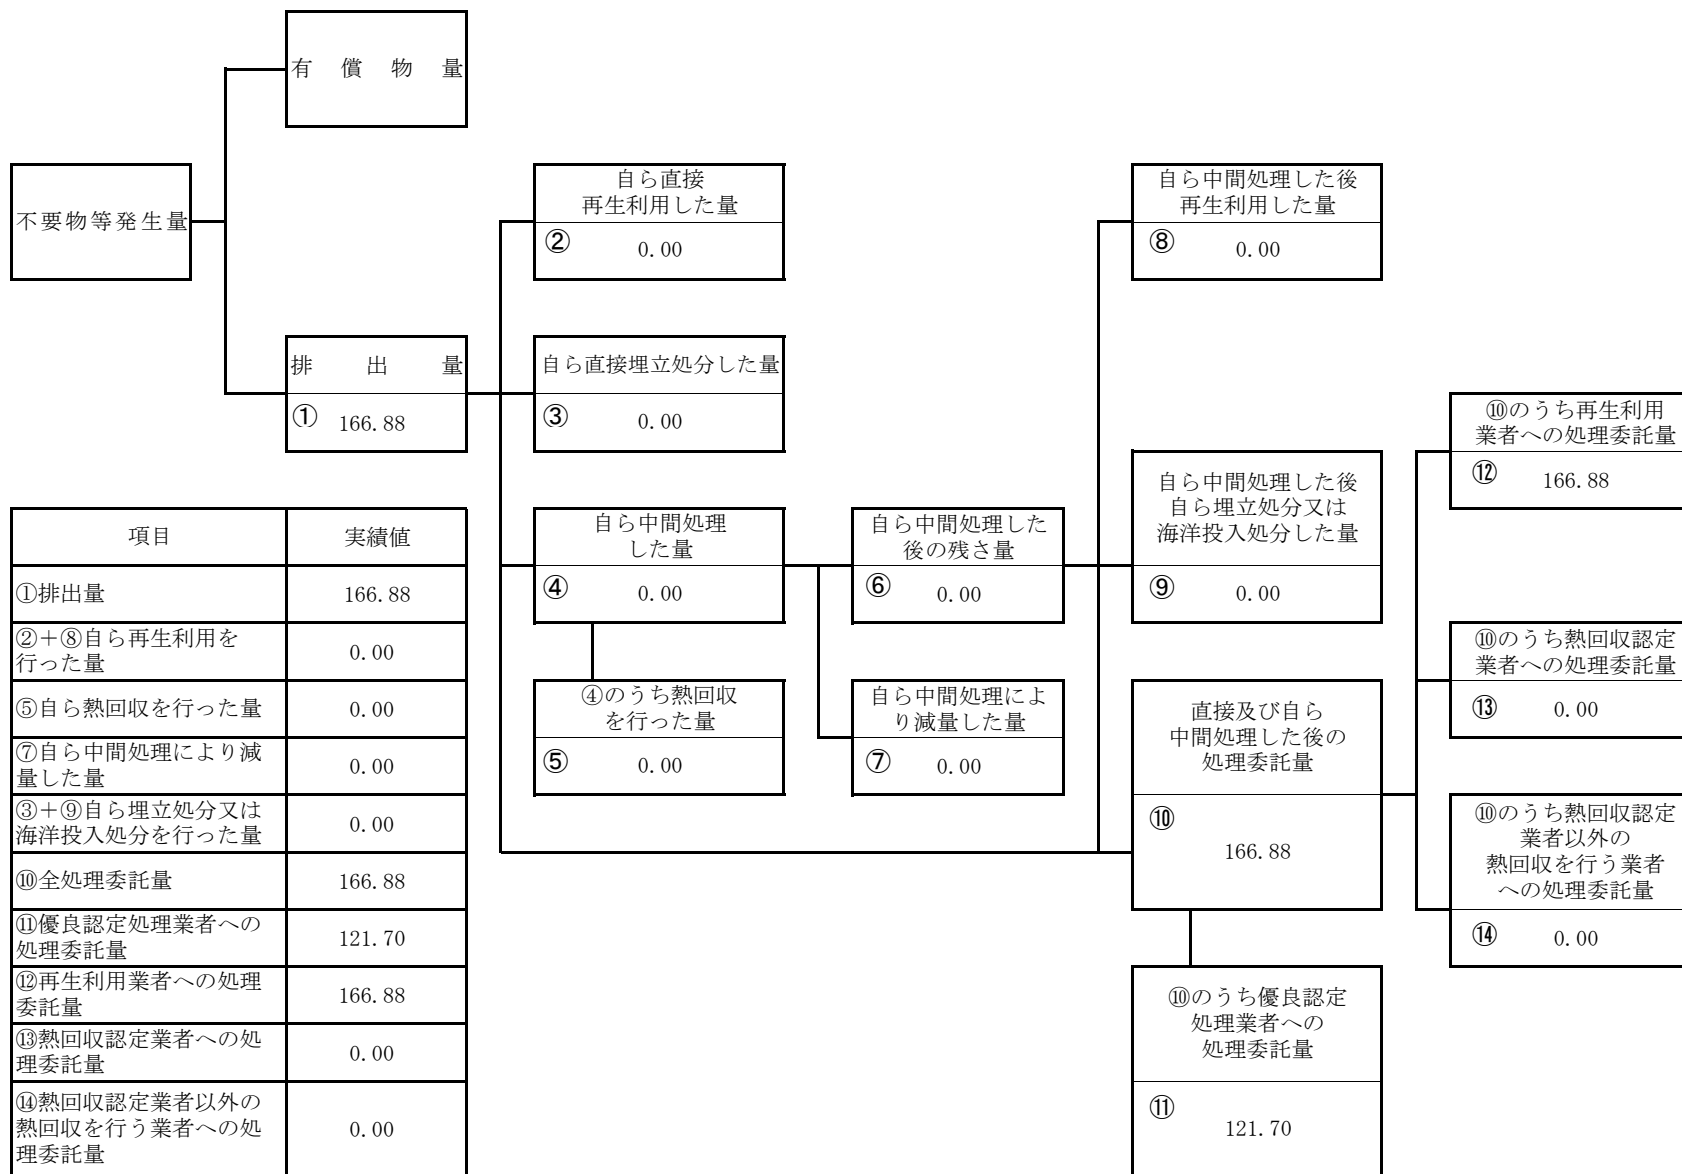 有償物量
不要物等発生量
排出量
① 166.88
自ら直接
再生利用した量
② 0.00
自ら直接埋立処分した量
③ 0.00
自ら中間処理
した量
④ 0.00
④のうち熱回収
を行った量
⑤ 0.00
自ら中間処理した
後の残さ量
⑥ 0.00
自ら中間処理によ
り減量した量
⑦ 0.00
自ら中間処理した後
再生利用した量
⑧ 0.00
自ら中間処理した後
自ら埋立処分又は
海洋投入処分した量
⑨ 0.00
直接及び自ら
中間処理した後の
処理委託量
⑩
166.88
⑩のうち優良認定
処理業者への
処理委託量
⑪
121.70
⑩のうち再生利用
業者への処理委託量
⑫ 166.88
⑩のうち熱回収認定
業者への処理委託量
⑬ 0.00
⑩のうち熱回収認定
業者以外の
熱回収を行う業者
への処理委託量
⑭ 0.00
項目 実績値
①排出量 166.88
②+⑧自ら再生利用を
行った量 0.00
⑤自ら熱回収を行った量 0.00
⑦自ら中間処理により減
量した量 0.00
③+⑨自ら埋立処分又は
海洋投入処分を行った量 0.00
⑩全処理委託量 166.88
⑪優良認定処理業者への
処理委託量 121.70
⑫再生利用業者への処理
委託量 166.88
⑬熱回収認定業者への処
理委託量 0.00
⑭熱回収認定業者以外の
熱回収を行う業者への処
理委託量 0.00